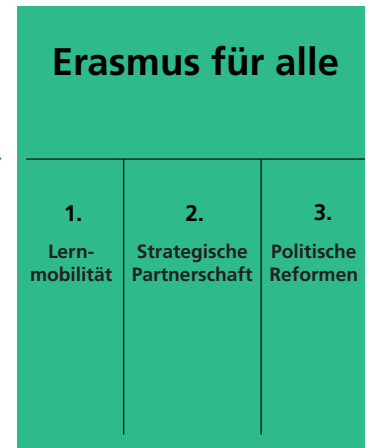 Erasmus für alle
1.
Lern-
mobilität
2.
Strategische
Partnerschaft
3.
Politische
Reformen